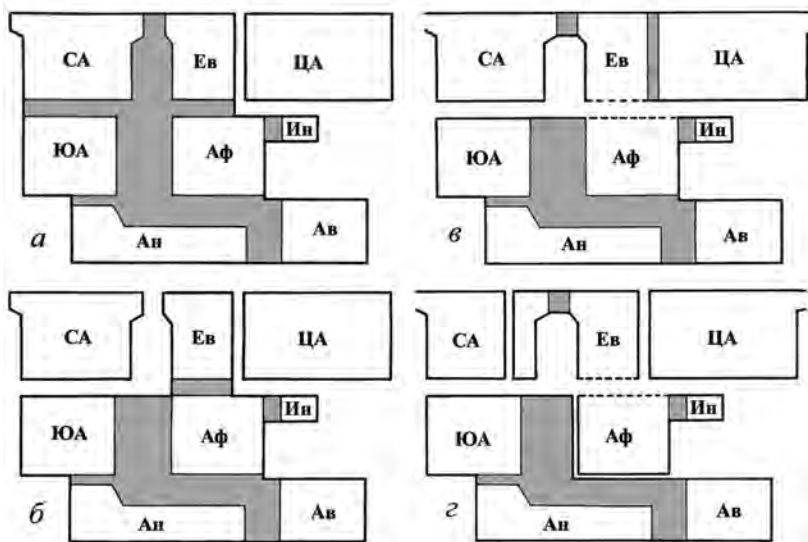 СА Ев ЦА
ЮА Аф Ин
а Ан Ав
СА Ев ЦА
ЮА Аф Ин
в Ан Ав
СА Ев ЦА
ЮА Аф Ин
б Ан Ав
СА Ев ЦА
ЮА Аф Ин
г Ан Ав